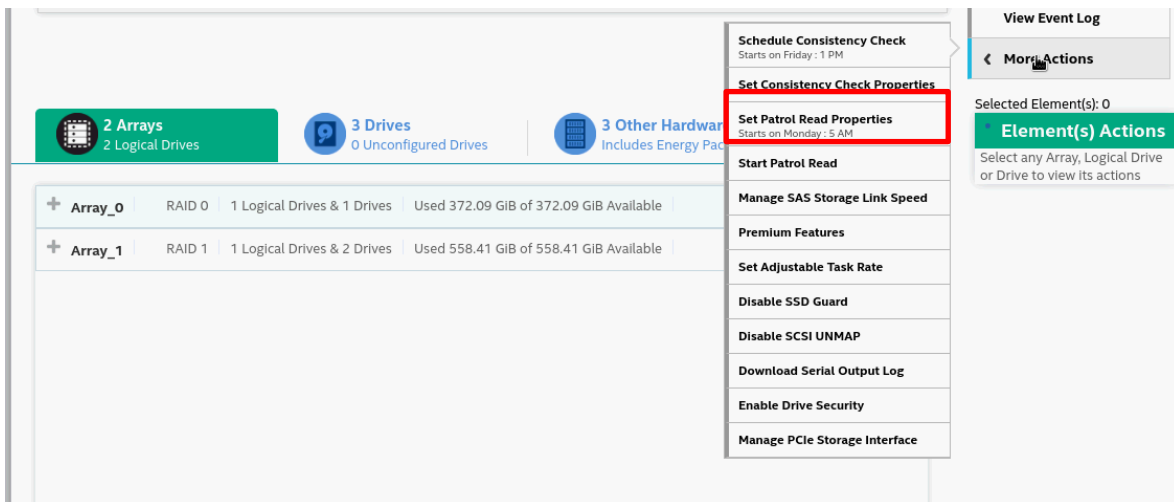 View Event Log
More Actions
Schedule Consistency Check
Starts on Friday : 1 PM
Set Consistency Check Properties
Set Patrol Read Properties
Starts on Monday : 5 AM
Start Patrol Read
Manage SAS Storage Link Speed
Premium Features
Set Adjustable Task Rate
Disable SSD Guard
Disable SCSI UNMAP
Download Serial Output Log
Enable Drive Security
Manage PCIe Storage Interface
Selected Element(s): 0
Element(s) Actions
Select any Array, Logical Drive
or Drive to view its actions
2 Arrays
2 Logical Drives
3 Drives
0 Unconfigured Drives
3 Other Hardwar
Includes Energy Pac
Array_0 RAID 0 1 Logical Drives & 1 Drives Used 372.09 GiB of 372.09 GiB Available
Array_1 RAID 1 1 Logical Drives & 2 Drives Used 558.41 GiB of 558.41 GiB Available